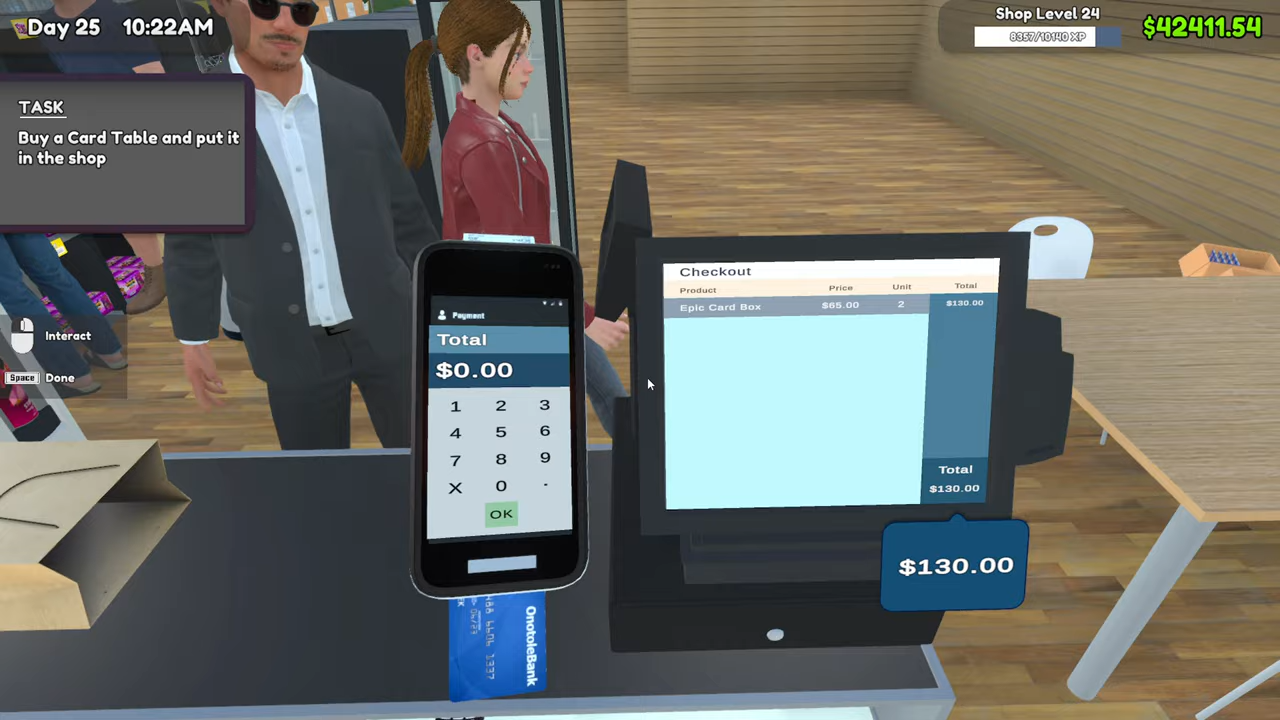 Day 25 10:22AM
Shop Level 24
8357/10140 XP
$42411.54
TASK
Buy a Card Table and put it
in the shop
Interact
Space Done
Payment
Total
$0.00
1 2 3
4 5 6
7 8 9
X 0 .
OK
Checkout
Product Price Unit Total
Epic Card Box $65.00 2 $130.00
Total
$130.00
$130.00
OnotoleBank
1337